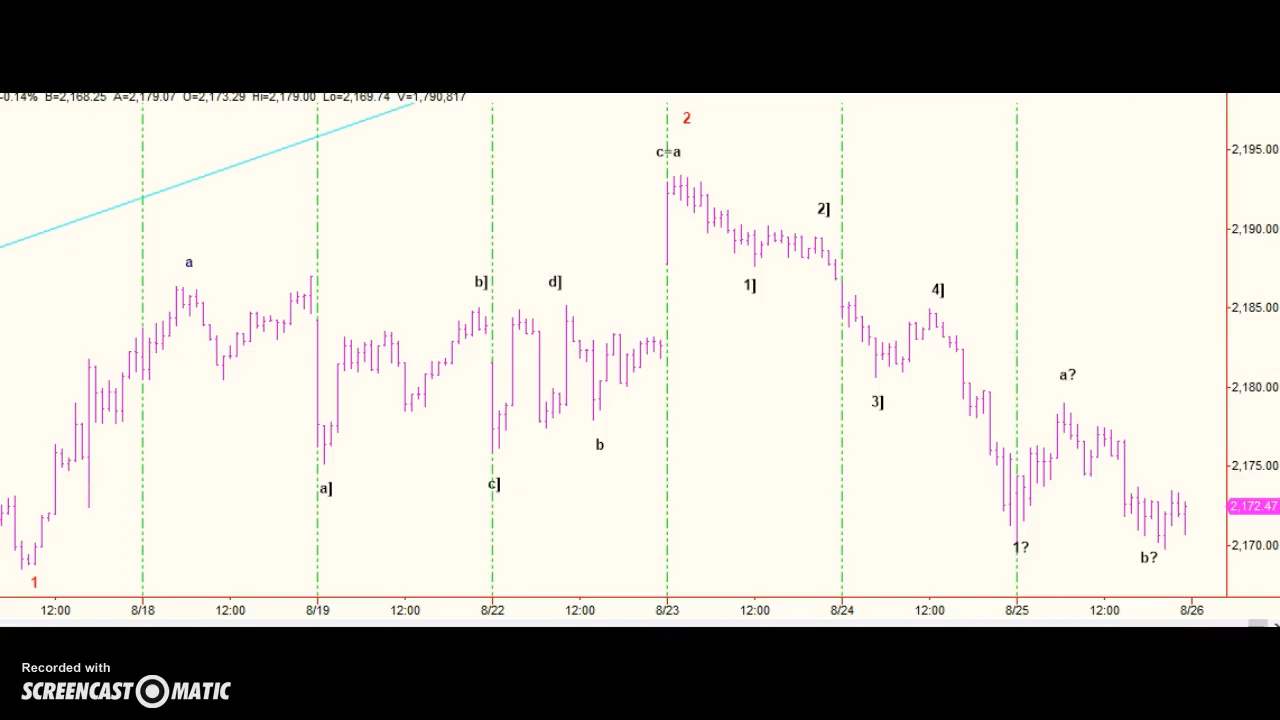 -0.14% B=2,168.25 A=2,179.07 O=2,173.29 Hi=2,179.00 Lo=2,169.74 V=1,790,817
2
c=a
2,195.00
2]
2,190.00
a
b]
d]
1]
4]
2,185.00
a?
2,180.00
3]
b
2,175.00
a]
c]
2,172.47
1?
b?
2,170.00
1
12:00 8/18 12:00 8/19 12:00 8/22 12:00 8/23 12:00 8/24 12:00 8/25 12:00 8/26
Recorded with
SCREENCAST MATIC